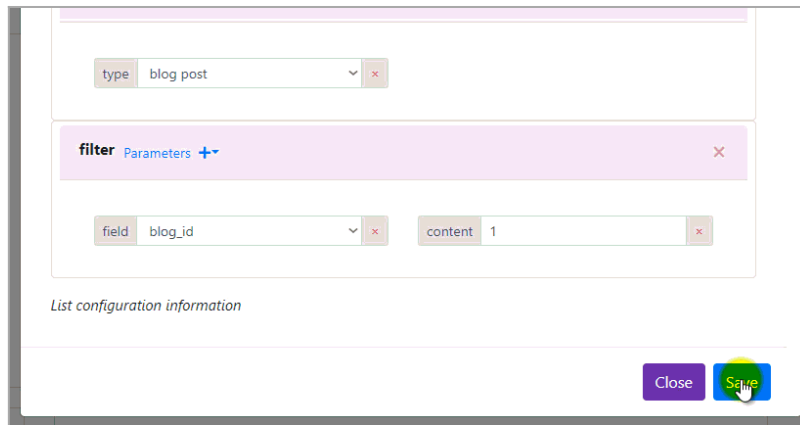 type blog post ×
filter Parameters + ×
field blog_id × content 1 ×
List configuration information
Close Save